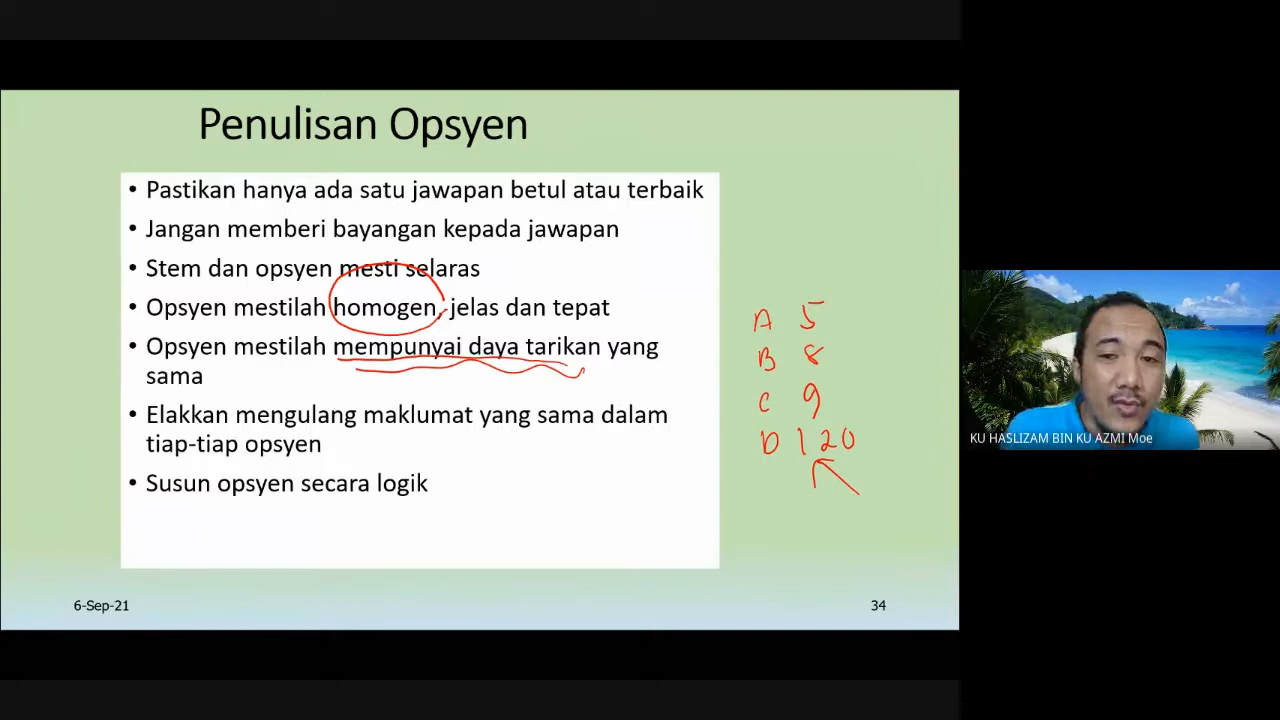 Penulisan Opsyen
• Pastikan hanya ada satu jawapan betul atau terbaik
• Jangan memberi bayangan kepada jawapan
• Stem dan opsyen mesti selaras
• Opsyen mestilah homogen, jelas dan tepat
• Opsyen mestilah mempunyai daya tarikan yang
sama
• Elakkan mengulang maklumat yang sama dalam
tiap-tiap opsyen
• Susun opsyen secara logik
A 5
B 8
C 9
D 120
6-Sep-21
34
KU HASLIZAM BIN KU AZMI Moe